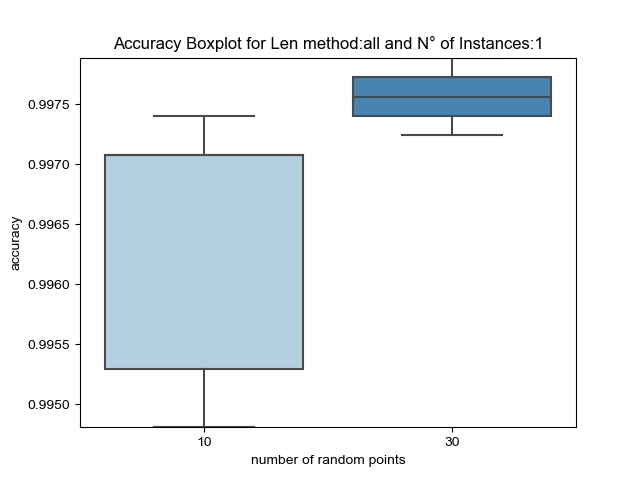 Accuracy Boxplot for Len method:all and N° of Instances:1
0.9975
0.9970
0.9965
0.9960
0.9955
0.9950
accuracy
10 30
number of random points